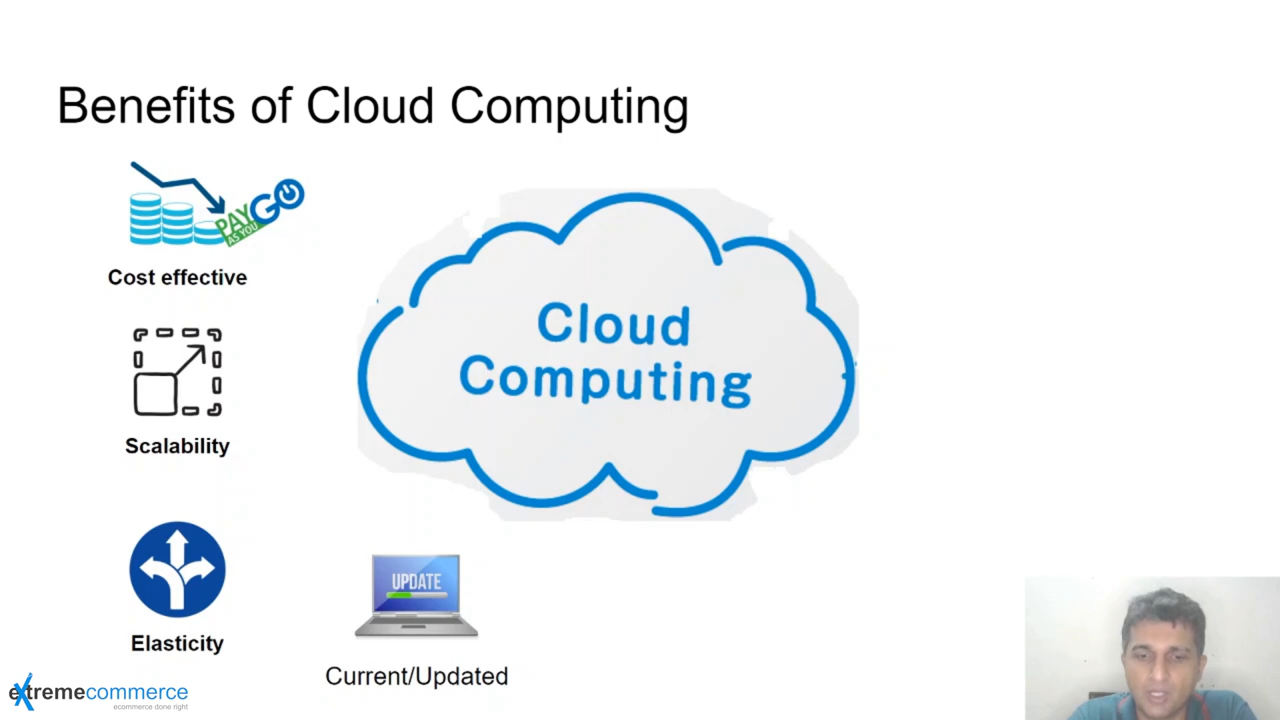 Benefits of Cloud Computing
PAY
AS YOU
GO
Cost effective
Scalability
Elasticity
Cloud
Computing
UPDATE
Current/Updated
extremecommerce
ecommerce done right